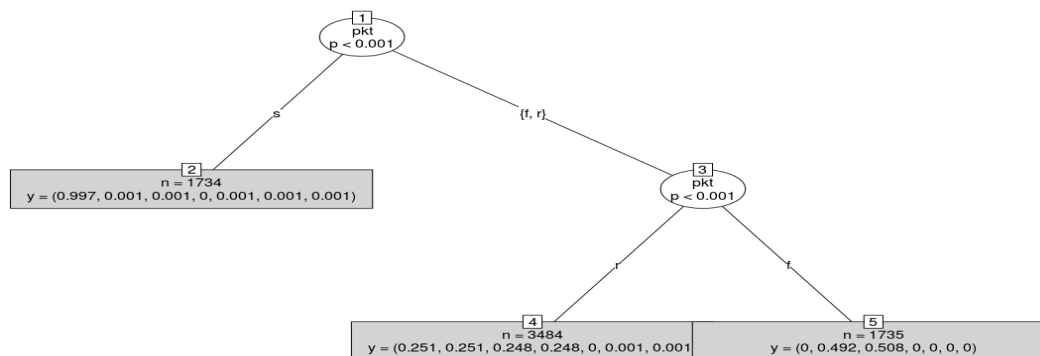 1
pkt
p < 0.001
s
{f, r}
2
n = 1734
y = (0.997, 0.001, 0.001, 0, 0.001, 0.001, 0.001)
3
pkt
p < 0.001
r
f
4
n = 3484
y = (0.251, 0.251, 0.248, 0.248, 0, 0.001, 0.001
5
n = 1735
y = (0, 0.492, 0.508, 0, 0, 0, 0)